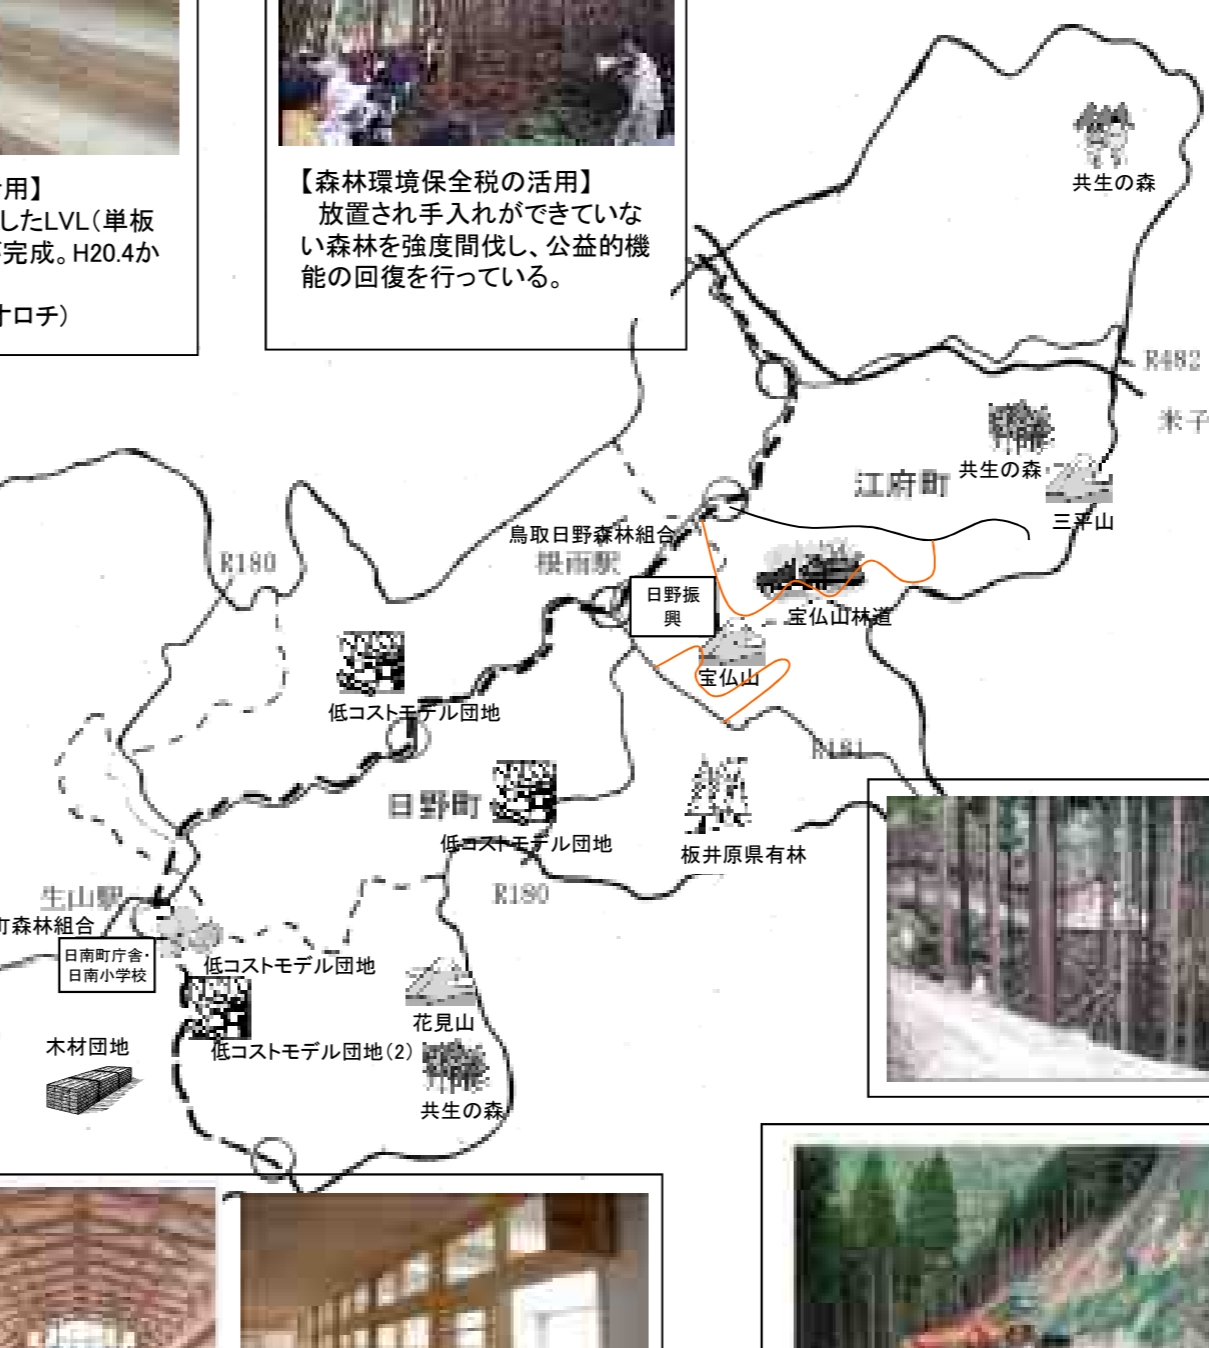 用】
したLVL（単板
完成。H20.4か
オロチ）
【森林環境保全税の活用】
放置され手入れができていな
い森林を強度間伐し、公益的機
能の回復を行っている。
共生の森
R482
米子
江府町
共生の森
三平山
鳥取日野森林組合
根雨駅
R180
日野振
興
宝仏山林道
宝仏山
低コストモデル団地
R181
日野町
低コストモデル団地
板井原県有林
R180
生山駅
町森林組合
日南町庁舎・
日南小学校
低コストモデル団地
花見山
木材団地
低コストモデル団地（2）
共生の森